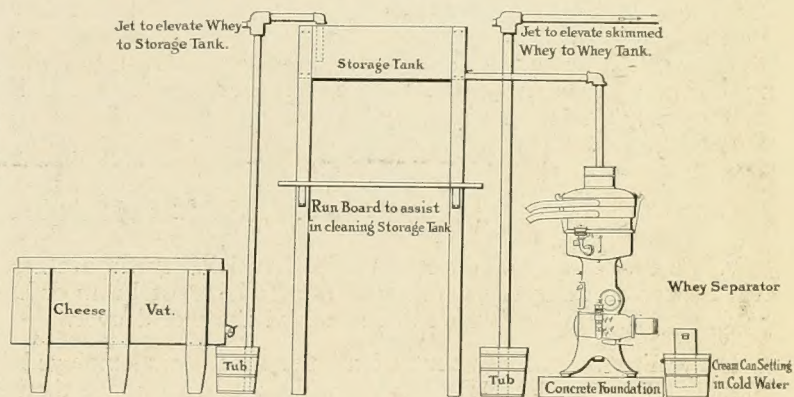 Jet to elevate Whey
to Storage Tank.
Jet to elevate skimmed
Whey to Whey Tank.
Storage Tank
Run Board to assist
in cleaning Storage Tank
Cheese Vat.
Whey Separator
Tub
Tub
Concrete Foundation
Cream Can Setting
in Cold Water